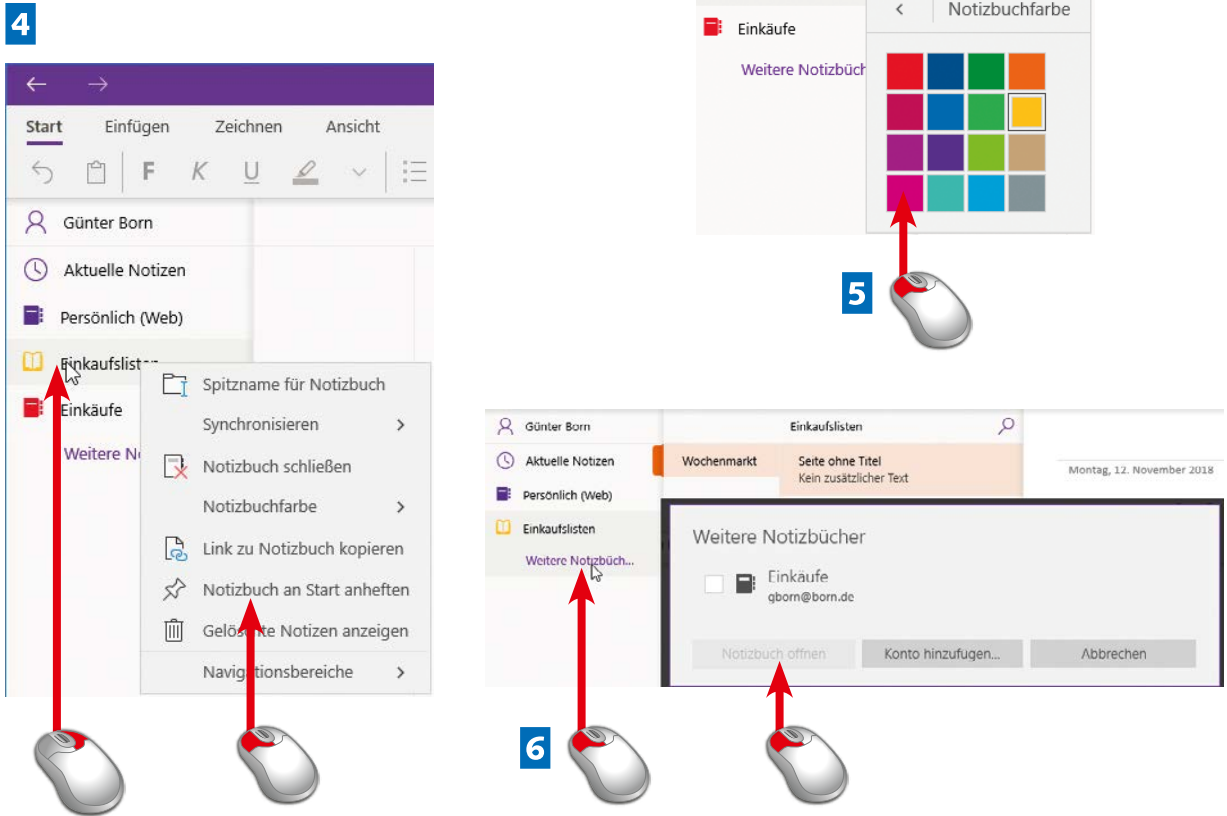 4
Start Einfügen Zeichnen Ansicht
F K U
Günter Born
Aktuelle Notizen
Persönlich (Web)
Einkaufslisten
Einkäufe
Weitere N
Spitzname für Notizbuch
Synchronisieren
Notizbuch schließen
Notizbuchfarbe
Link zu Notizbuch kopieren
Notizbuch an Start anheften
Gelöschte Notizen anzeigen
Navigationsbereiche
Notizbuchfarbe
Einkäufe
Weitere Notizbüch
5
Günter Born
Aktuelle Notizen
Persönlich (Web)
Einkaufslisten
Weitere Notizbüch...
Einkaufslisten
Wochenmarkt
Seite ohne Titel
Kein zusätzlicher Text
Montag, 12. November 2018
Weitere Notizbücher
Einkäufe
gborn@born.de
Notizbuch öffnen Konto hinzufügen... Abbrechen
6